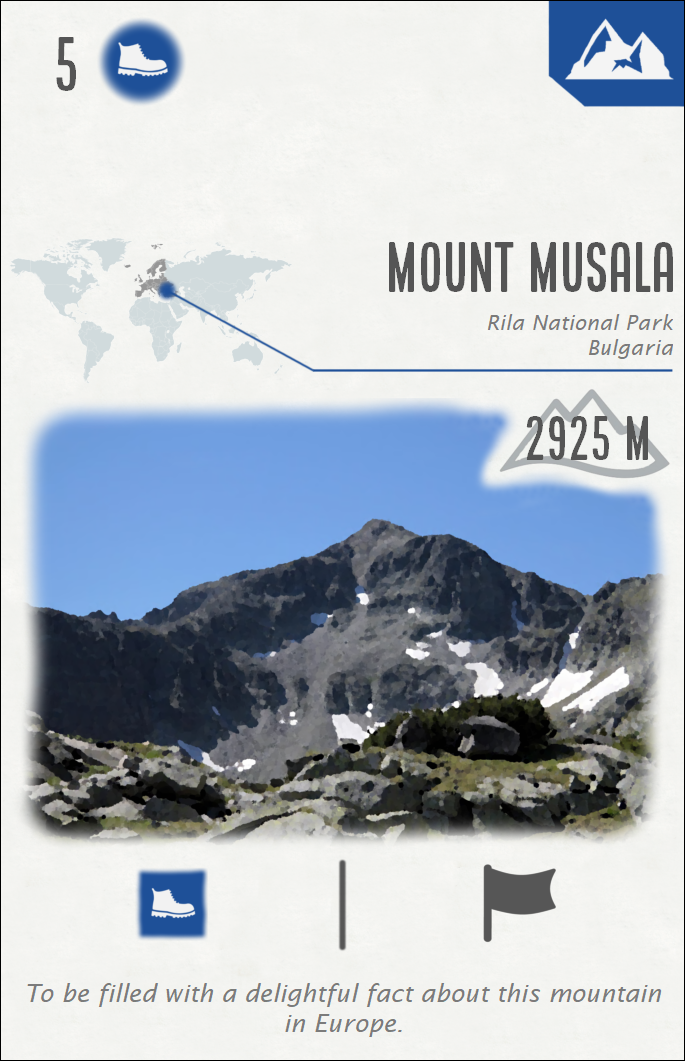 5
MOUNT MUSALA
Rila National Park
Bulgaria
2925 M
To be filled with a delightful fact about this mountain
in Europe.